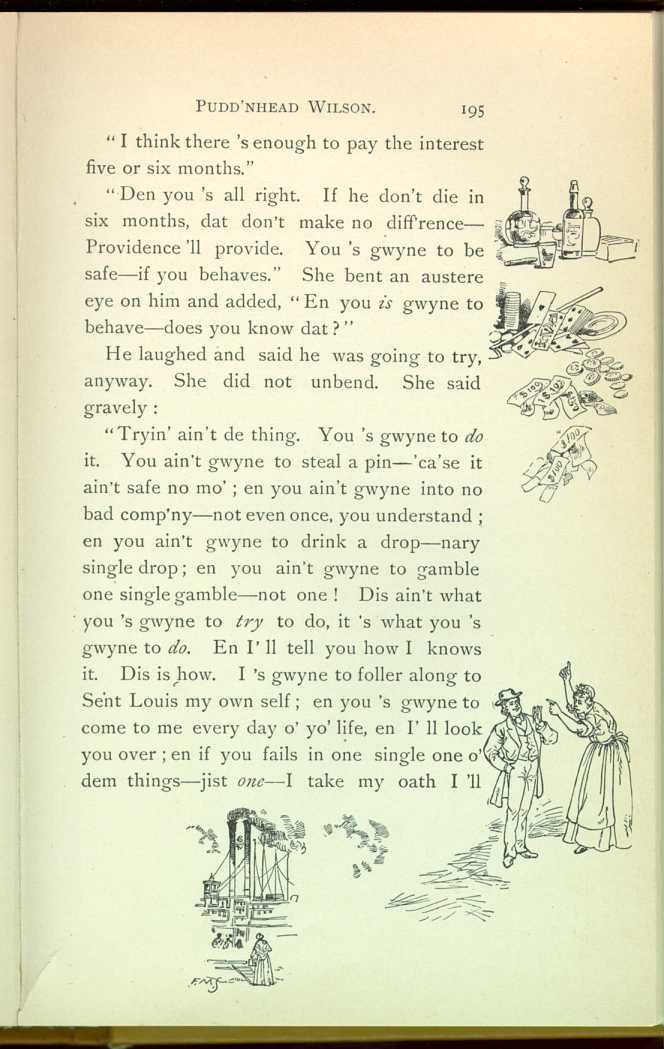 PUDD'NHEAD WILSON. 195
"I think there 's enough to pay the interest
five or six months."
"Den you 's all right. If he don't die in
six months, dat don't make no diff'rence—
Providence 'll provide. You 's gwyne to be
safe—if you behaves." She bent an austere
eye on him and added, "En you is gwyne to
behave—does you know dat?"
He laughed and said he was going to try,
anyway. She did not unbend. She said
gravely:
"Tryin' ain't de thing. You 's gwyne to do
it. You ain't gwyne to steal a pin—'ca'se it
ain't safe no mo'; en you ain't gwyne into no
bad comp'ny—not even once, you understand;
en you ain't gwyne to drink a drop—nary
single drop; en you ain't gwyne to gamble
one single gamble—not one! Dis ain't what
you 's gwyne to try to do, it 's what you 's
gwyne to do. En I'll tell you how I knows
it. Dis is how. I 's gwyne to foller along to
Sent Louis my own self; en you 's gwyne to
come to me every day o' yo' life, en I'll look
you over; en if you fails in one single one o'
dem things—jist one—I take my oath I 'll
$100
$100
$100
$100